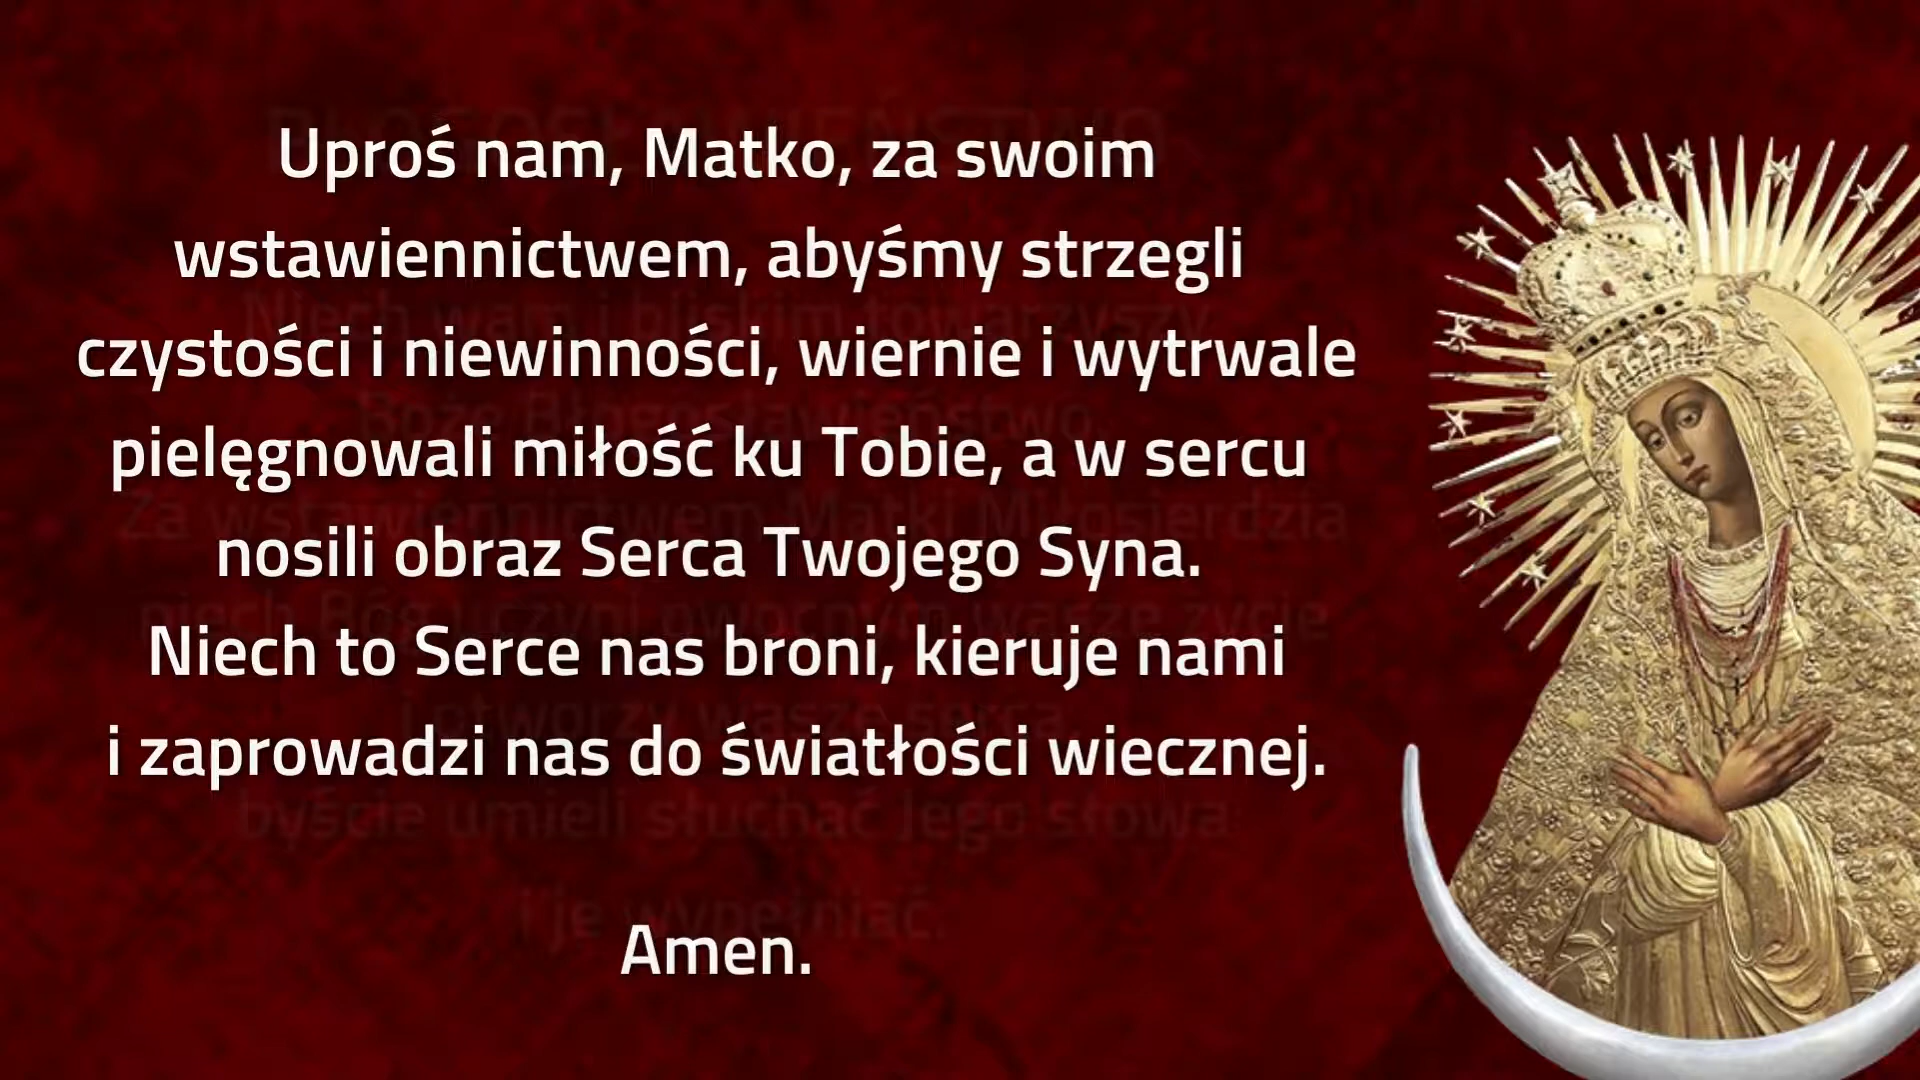 Uproś nam, Matko, za swoim
wstawiennictwem, abyśmy strzegli
czystości i niewinności, wiernie i wytrwale
pielęgnowali miłość ku Tobie, a w sercu
nosili obraz Serca Twojego Syna.
Niech to Serce nas broni, kieruje nami
i zaprowadzi nas do światłości wiecznej.
Amen.